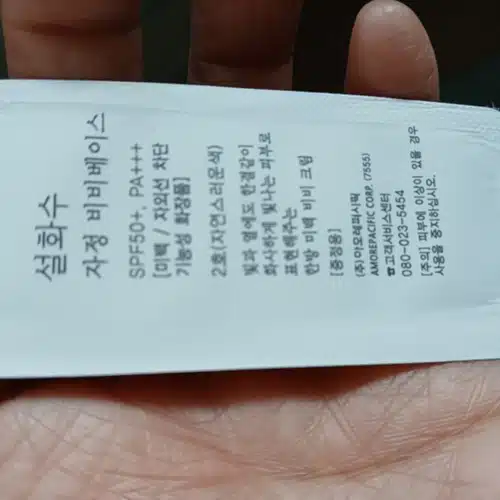 설화수
자정 비비베이스
SPF50+, PA+++
[미백 / 자외선 차단
기능성 화장품]
2호(자연스러운색)
빛과 열에도 한결같이
화사하게 빛나는 피부로
표현해주는
한방 미백 비비 크림
[증정용]
(주)아모레퍼시픽
AMOREPACIFIC CORP. (7555)
☎고객서비스센터
080-023-5454
[주의] 피부에 이상이 있을 경우
사용을 중지하십시오.